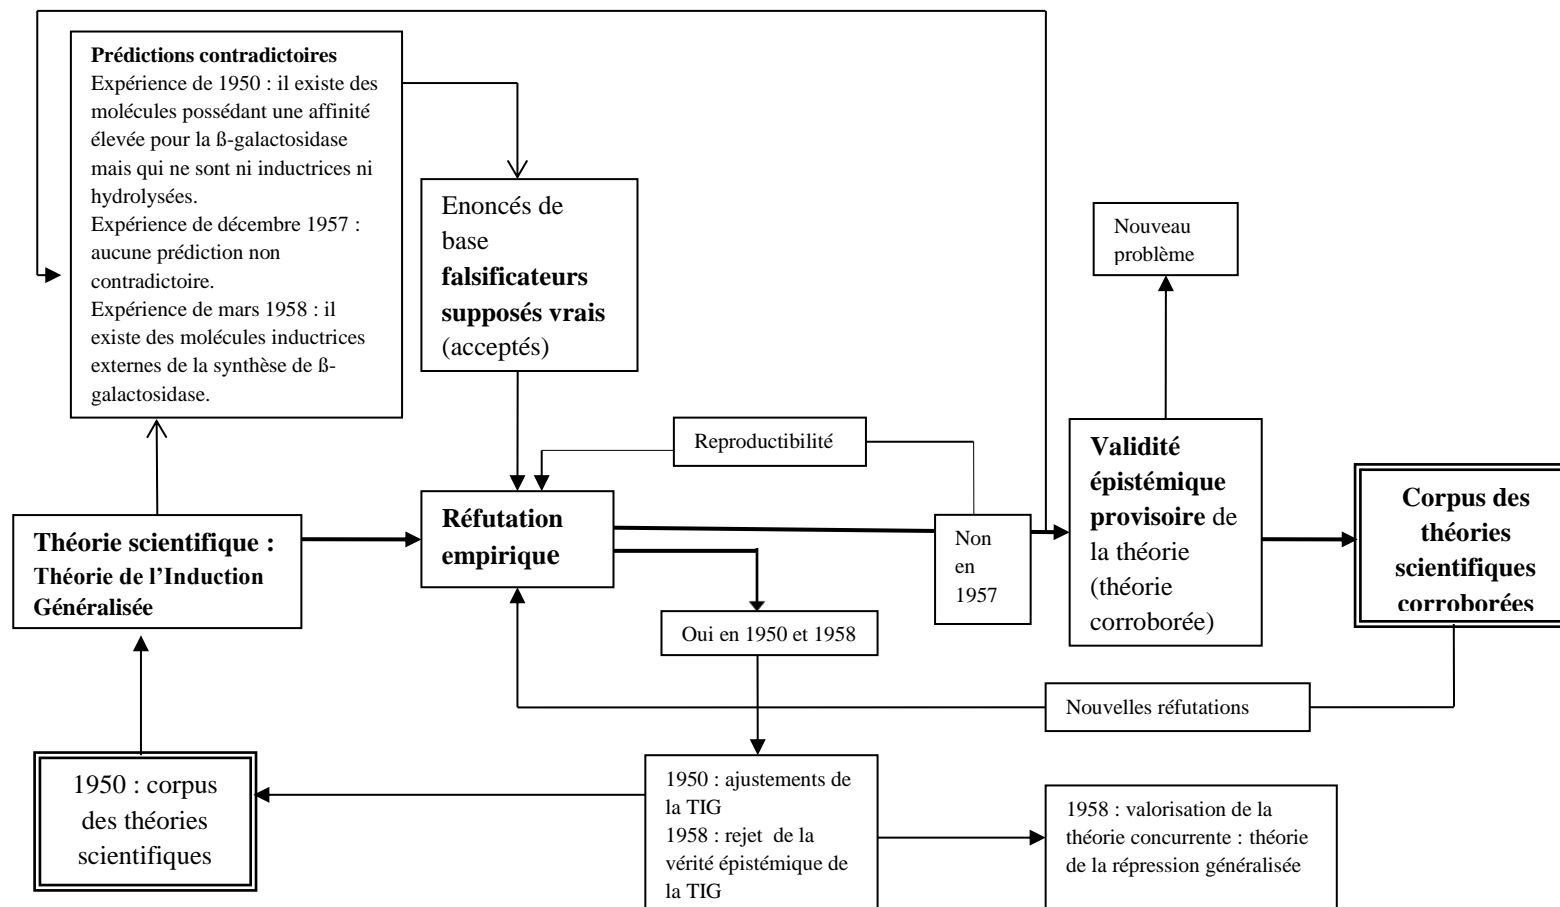 Prédictions contradictoires
Expérience de 1950 : il existe des
molécules possédant une affinité
élevée pour la ß-galactosidase
mais qui ne sont ni inductrices ni
hydrolysées.
Expérience de décembre 1957 :
aucune prédiction non
contradictoire.
Expérience de mars 1958 : il
existe des molécules inductrices
externes de la synthèse de ß-
galactosidase.
Enoncés de
base
falsificateurs
supposés vrais
(acceptés)
Nouveau
problème
Reproductibilité
Validité
épistémique
provisoire de
la théorie
(théorie
corroborée)
Corpus des
théories
scientifiques
corroborées
Théorie scientifique :
Théorie de l’Induction
Généralisée
Réfutation
empirique
Non
en
1957
Oui en 1950 et 1958
Nouvelles réfutations
1950 : corpus
des théories
scientifiques
1950 : ajustements de
la TIG
1958 : rejet de la
vérité épistémique de
la TIG
1958 : valorisation de la
théorie concurrente : théorie
de la répression généralisée